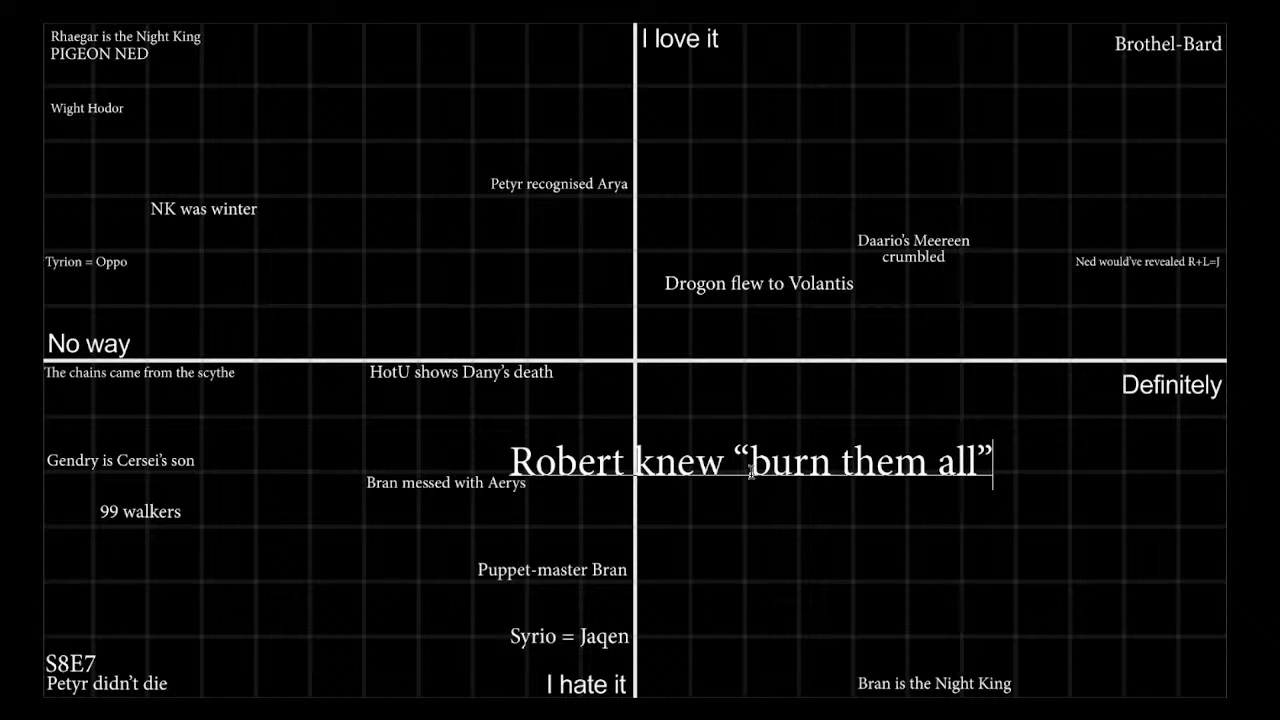 Rhaegar is the Night King
PIGEON NED
I love it
Brothel-Bard
Wight Hodor
Petyr recognised Arya
NK was winter
Daario’s Meereen
crumbled
Tyrion = Oppo
Ned would’ve revealed R+L=J
Drogon flew to Volantis
No way
The chains came from the scythe
HotU shows Dany’s death
Definitely
Gendry is Cersei’s son
Robert knew “burn them all”
Bran messed with Aerys
99 walkers
Puppet-master Bran
Syrio = Jaqen
S8E7
Petyr didn’t die
I hate it
Bran is the Night King